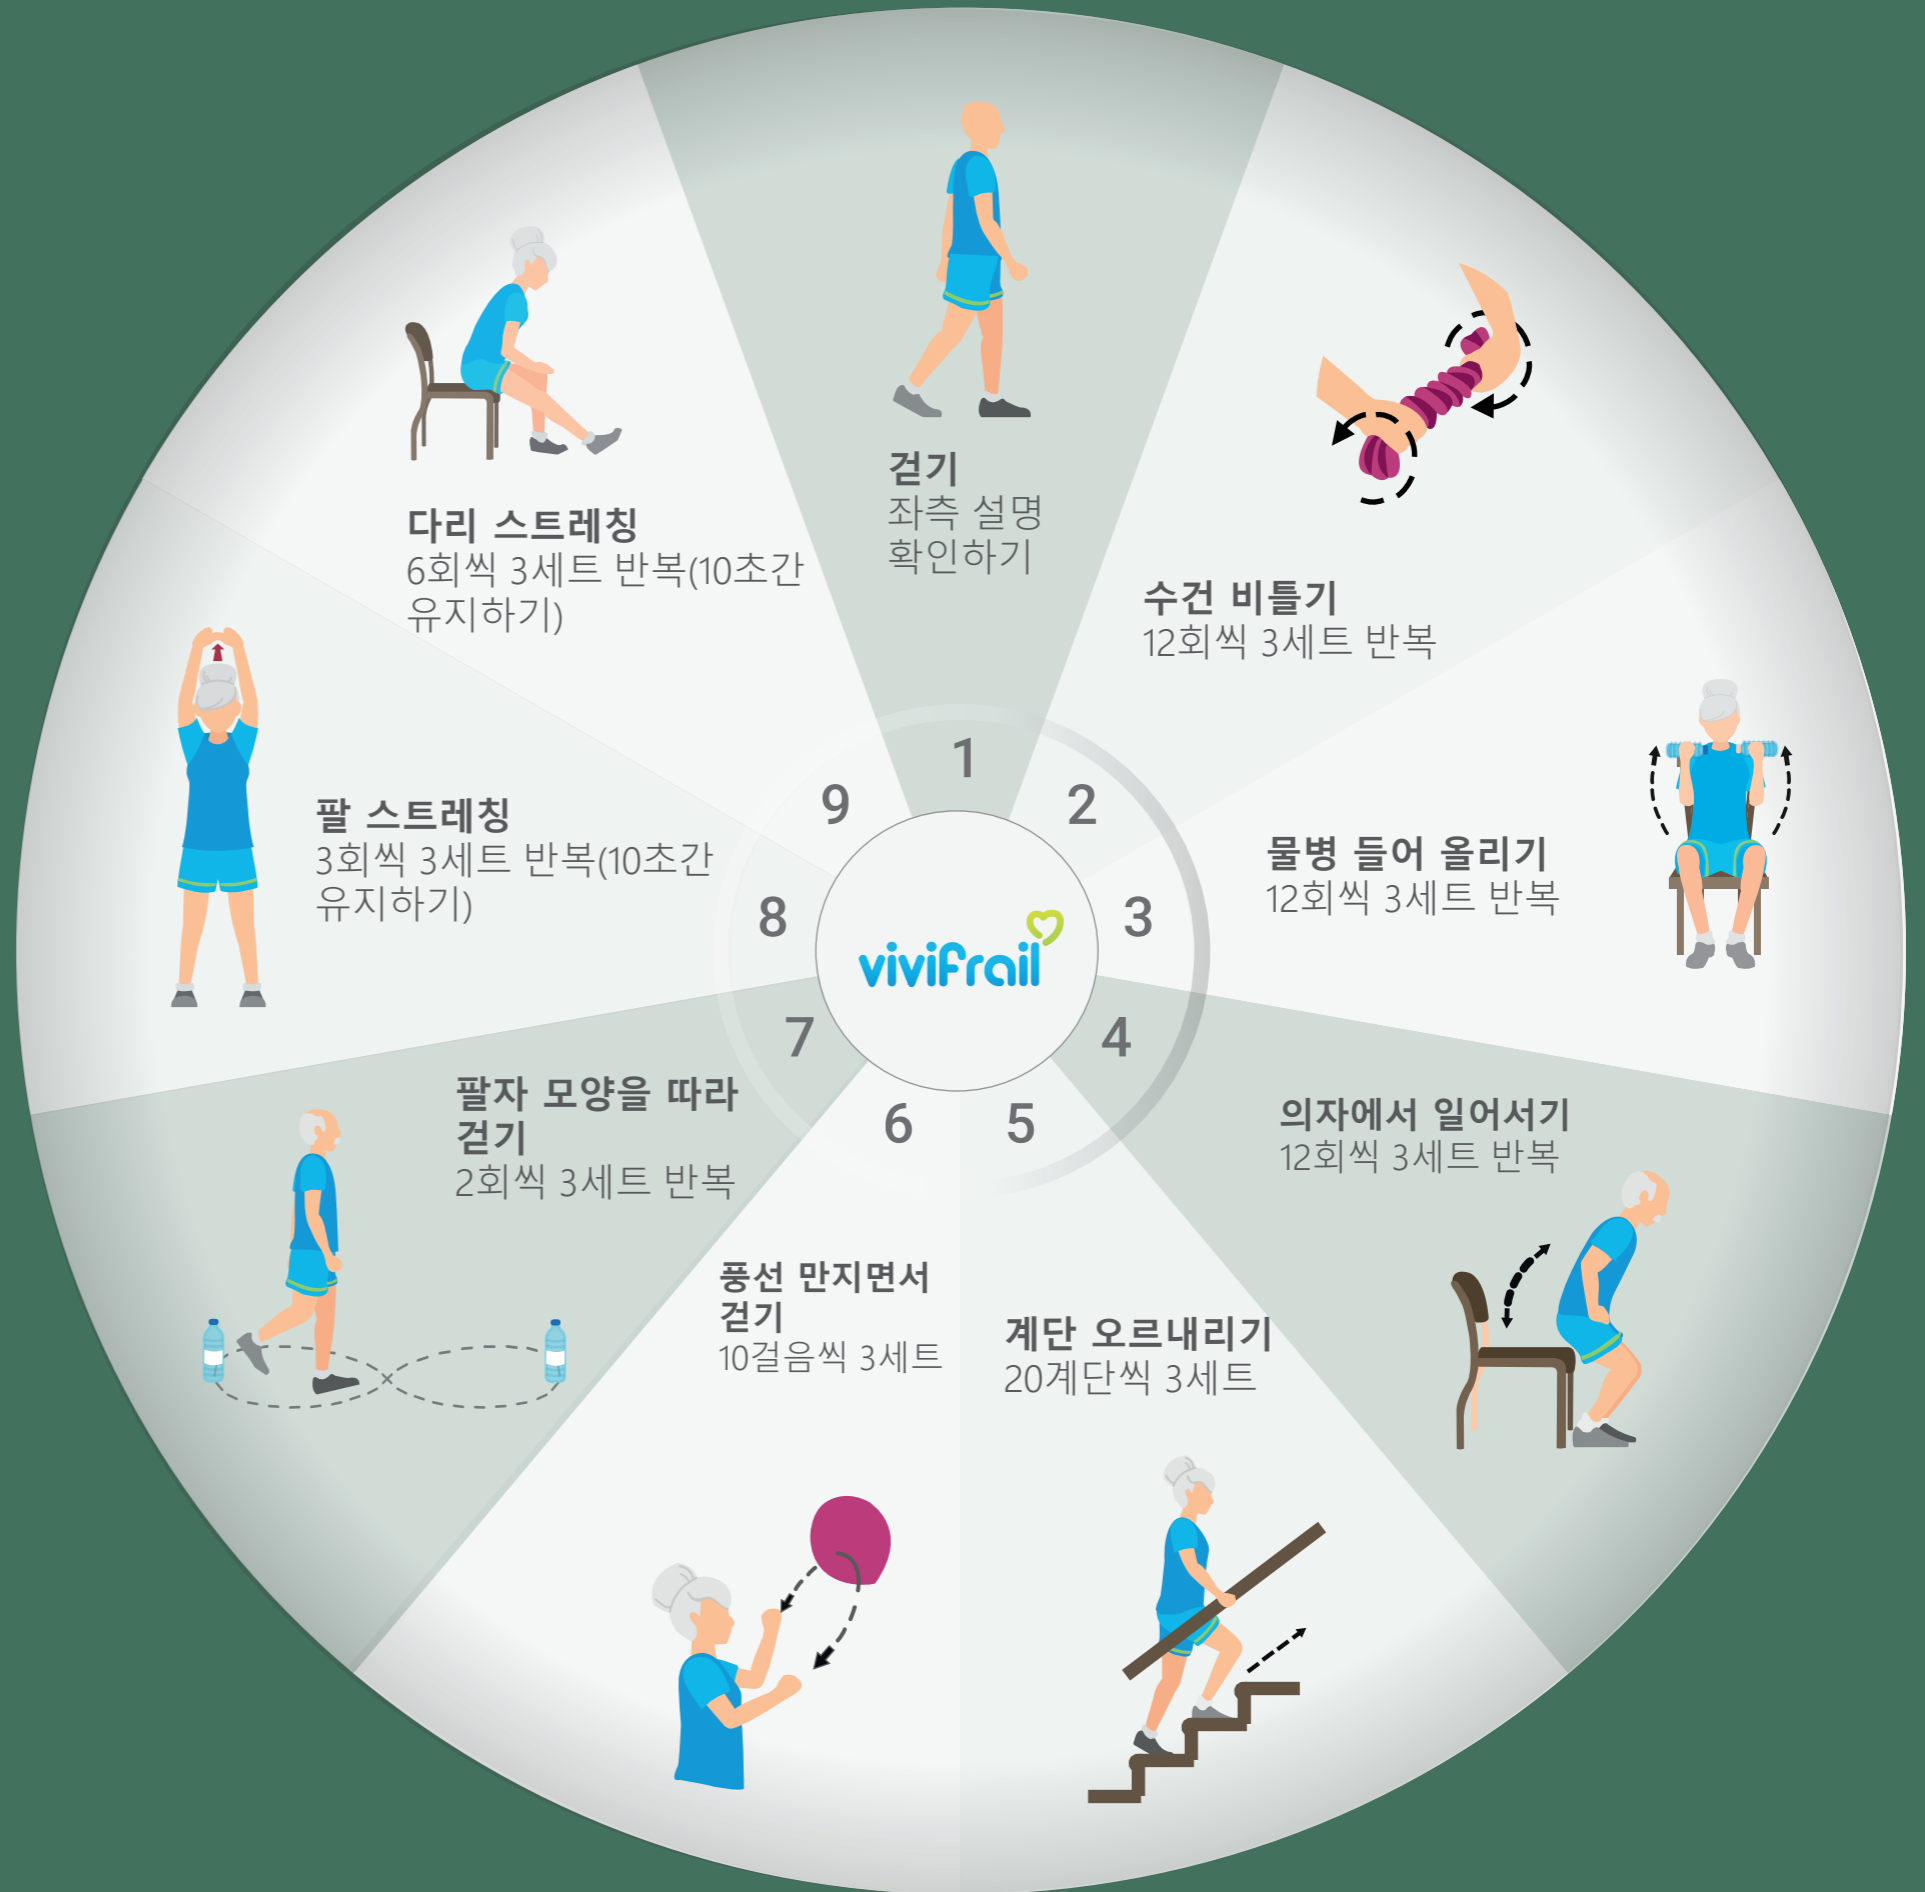 1
걷기
좌측 설명
확인하기
2
수건 비틀기
12회씩 3세트 반복
3
물병 들어 올리기
12회씩 3세트 반복
4
의자에서 일어서기
12회씩 3세트 반복
5
계단 오르내리기
20계단씩 3세트
6
풍선 만지면서
걷기
10걸음씩 3세트
7
팔자 모양을 따라
걷기
2회씩 3세트 반복
8
팔 스트레칭
3회씩 3세트 반복(10초간
유지하기)
9
다리 스트레칭
6회씩 3세트 반복(10초간
유지하기)
vivifrail